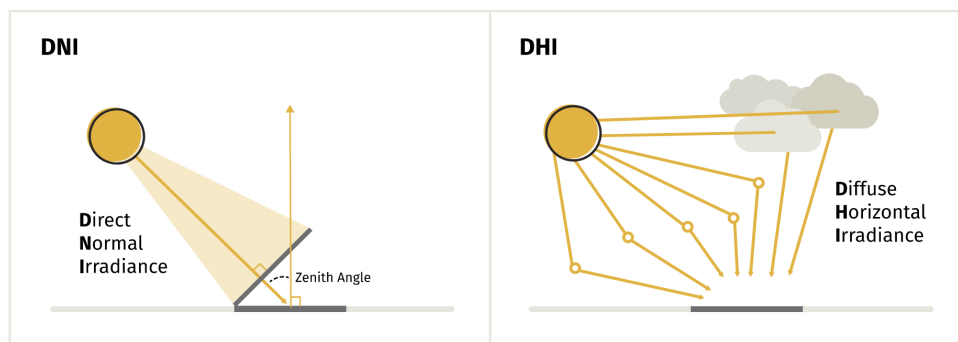 DNI
Direct
Normal
Irradiance
Zenith Angle
DHI
Diffuse
Horizontal
Irradiance